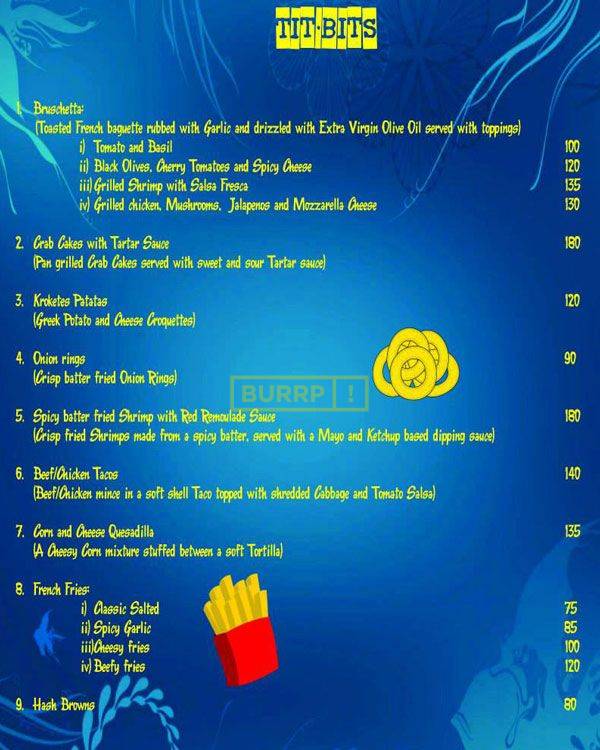 TIT-BITS
1. Bruschetta:
(Toasted French baguette rubbed with Garlic and drizzled with Extra Virgin Olive Oil served with toppings)
i) Tomato and Basil 100
ii) Black Olives, Cherry Tomatoes and Spicy Cheese 120
iii) Grilled Shrimp with Salsa Fresca 135
iv) Grilled chicken, Mushrooms, Jalapenos and Mozzarella Cheese 130
2. Crab Cakes with Tartar Sauce 180
(Pan grilled Crab Cakes served with sweet and sour Tartar sauce)
3. Kroketes Patatas 120
(Greek Potato and Cheese Croquettes)
4. Onion rings 90
(Crisp batter fried Onion Rings)
BURRP!
5. Spicy batter fried Shrimp with Red Remoulade Sauce 180
(Crisp fried Shrimps made from a spicy batter, served with a Mayo and Ketchup based dipping sauce)
6. Beef/Chicken Tacos 140
(Beef/Chicken mince in a soft shell Taco topped with shredded Cabbage and Tomato Salsa)
7. Corn and Cheese Quesadilla 135
(A Cheesy Corn mixture stuffed between a soft Tortilla)
8. French Fries:
i) Classic Salted 75
ii) Spicy Garlic 85
iii)Cheesy fries 100
iv) Beefy fries 120
9. Hash Browns 80